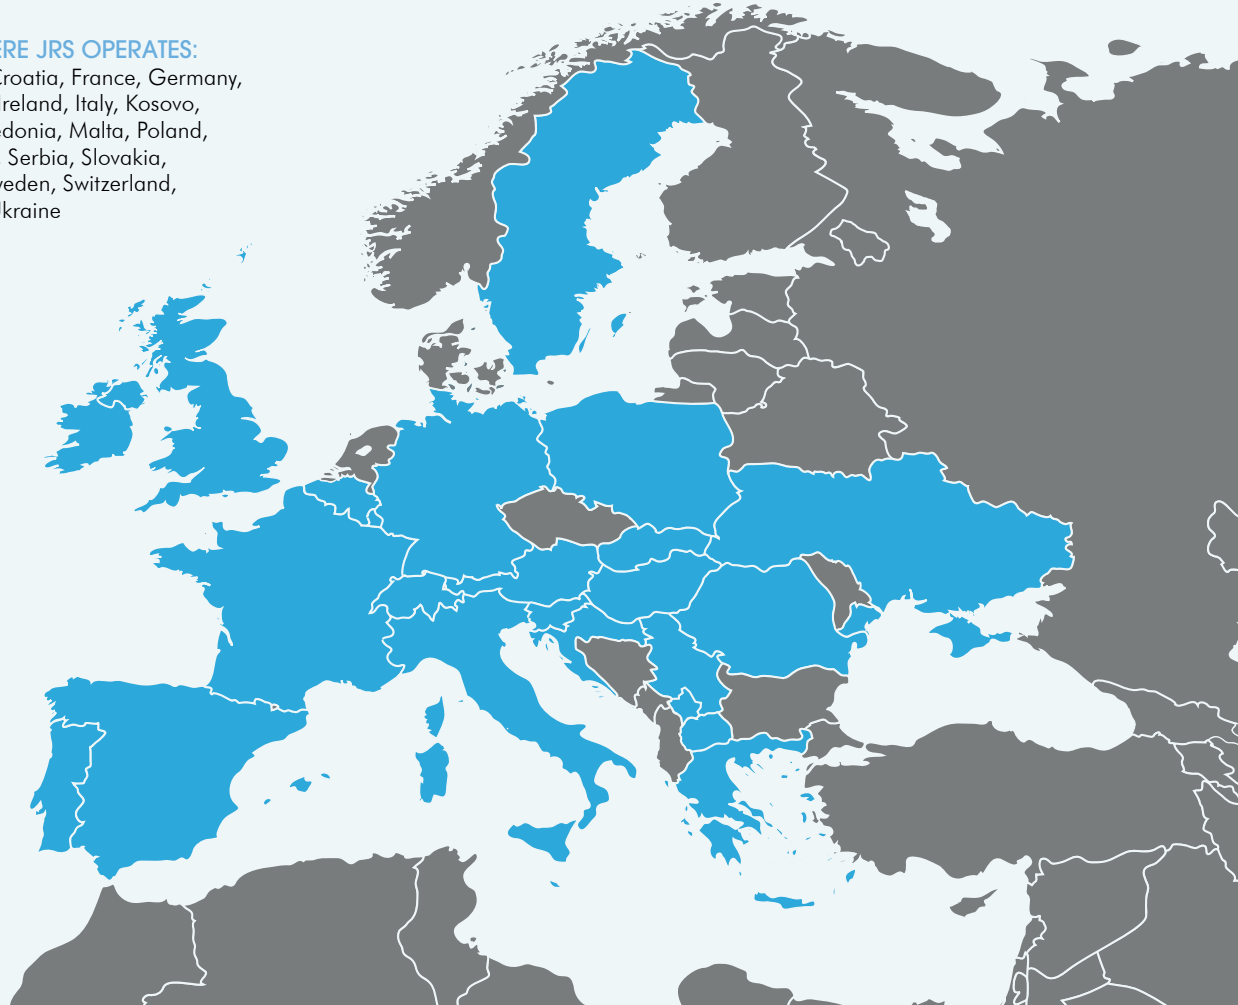 ERE JRS OPERATES:
Croatia, France, Germany,
Ireland, Italy, Kosovo,
edonia, Malta, Poland,
, Serbia, Slovakia,
weden, Switzerland,
kraine